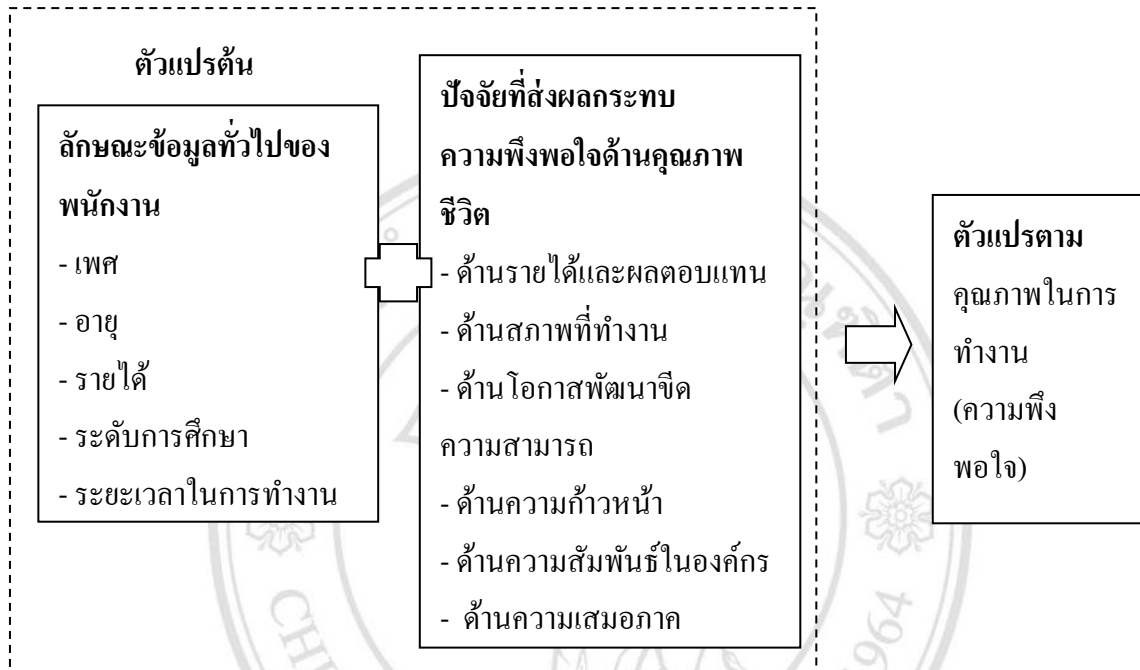 ตัวแปรต้น
ลักษณะข้อมูลทั่วไปของ
พนักงาน
- เพศ
- อายุ
- รายได้
- ระดับการศึกษา
- ระยะเวลาในการทำงาน
ปัจจัยที่ส่งผลกระทบ
ความพึงพอใจด้านคุณภาพ
ชีวิต
- ด้านรายได้และผลตอบแทน
- ด้านสภาพที่ทำงาน
- ด้านโอกาสพัฒนาขีด
ความสามารถ
- ด้านความก้าวหน้า
- ด้านความสัมพันธ์ในองค์กร
- ด้านความเสมอภาค
ตัวแปรตาม
คุณภาพในการ
ทำงาน
(ความพึง
พอใจ)
CHI
1964